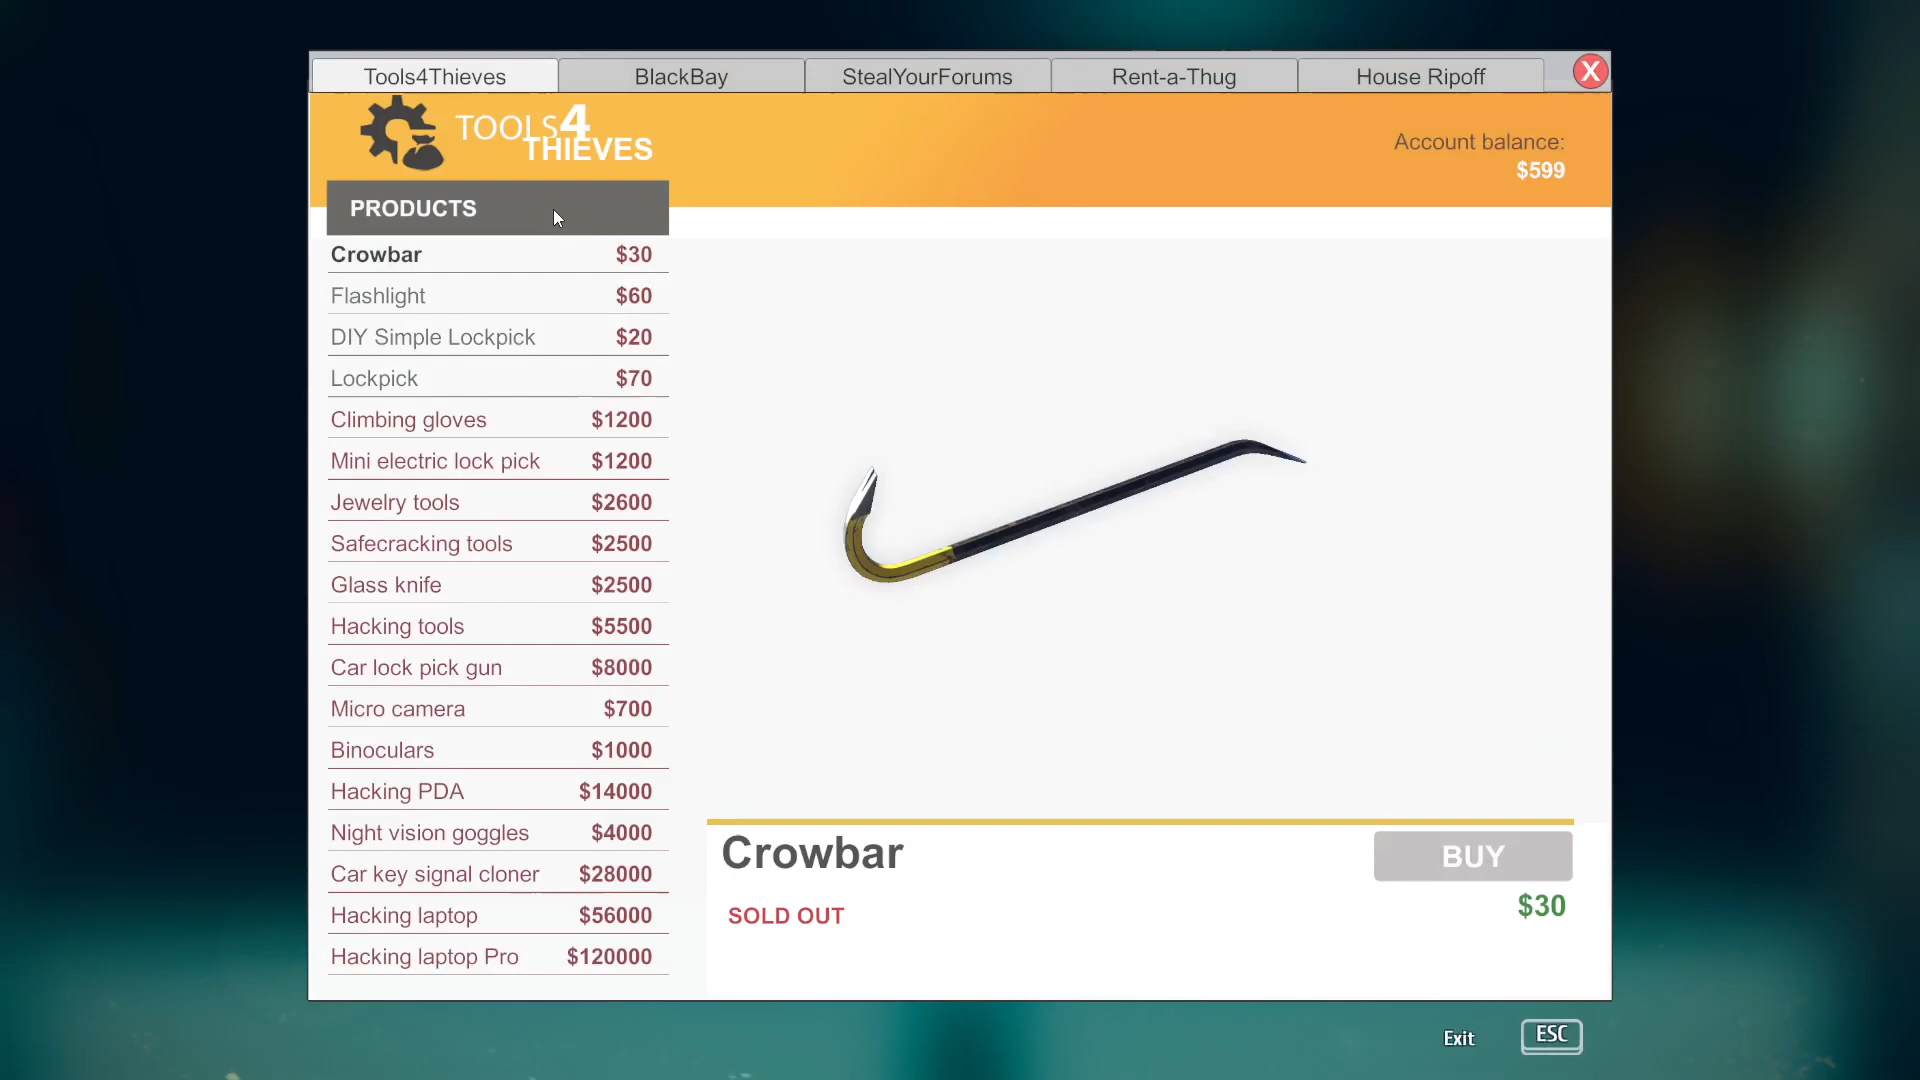 Tools4Thieves BlackBay StealYourForums Rent-a-Thug House Ripoff X
TOOLS4
THIEVES
Account balance:
$599
PRODUCTS
Crowbar $30
Flashlight $60
DIY Simple Lockpick $20
Lockpick $70
Climbing gloves $1200
Mini electric lock pick $1200
Jewelry tools $2600
Safecracking tools $2500
Glass knife $2500
Hacking tools $5500
Car lock pick gun $8000
Micro camera $700
Binoculars $1000
Hacking PDA $14000
Night vision goggles $4000
Car key signal cloner $28000
Hacking laptop $56000
Hacking laptop Pro $120000
Crowbar
BUY
$30
SOLD OUT
Exit ESC